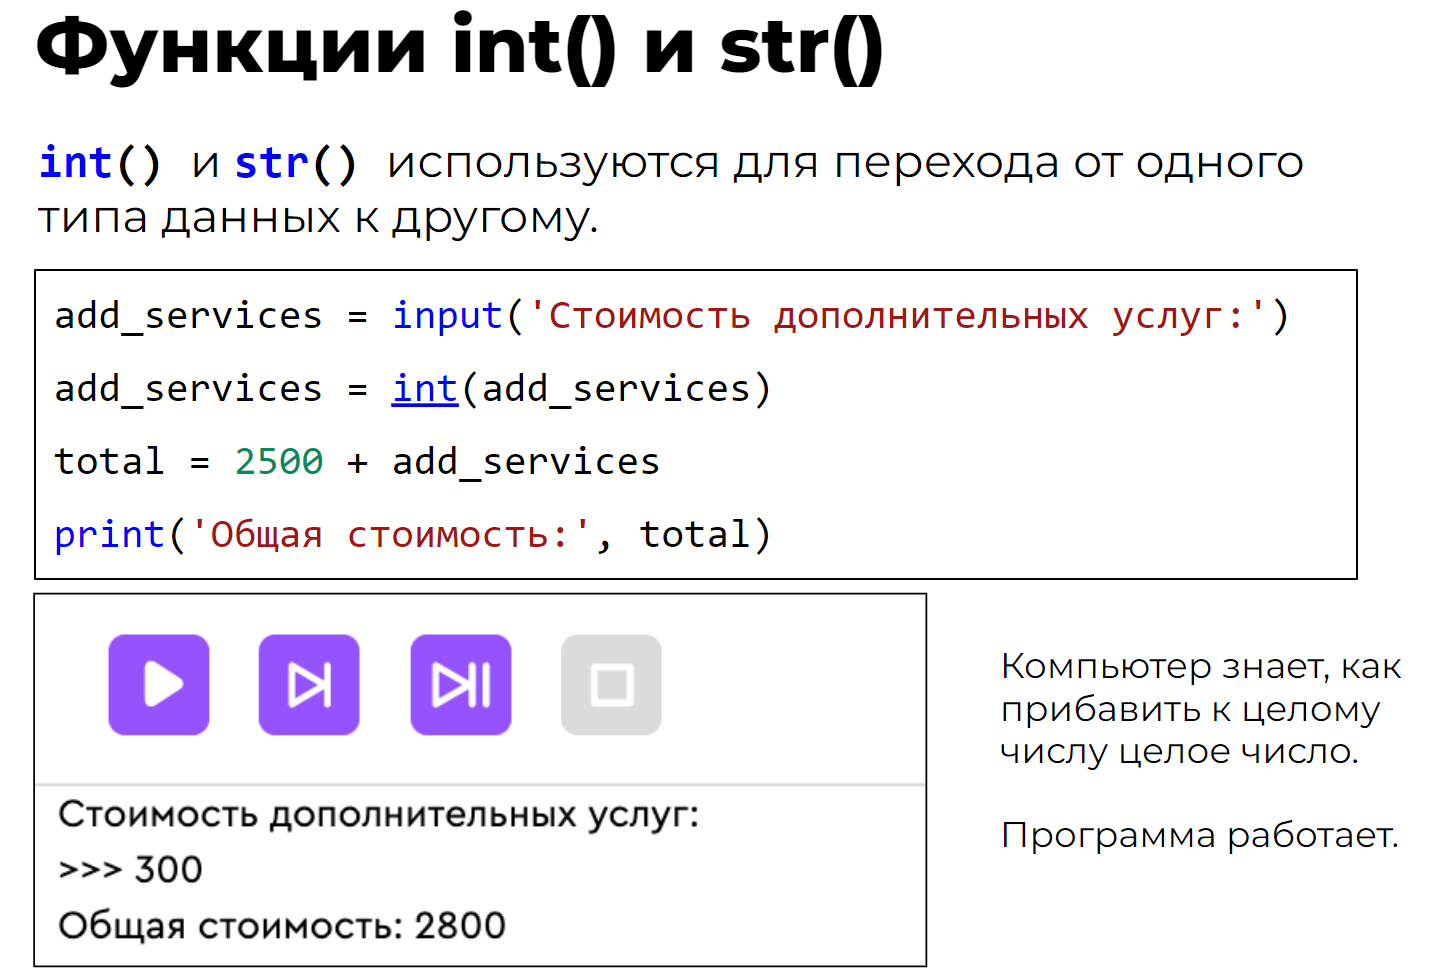 Функции int() и str()
int() и str() используются для перехода от одного
типа данных к другому.
add_services = input('Стоимость дополнительных услуг:')
add_services = int(add_services)
total = 2500 + add_services
print('Общая стоимость:', total)
Стоимость дополнительных услуг:
>>> 300
Общая стоимость: 2800
Компьютер знает, как
прибавить к целому
числу целое число.
Программа работает.